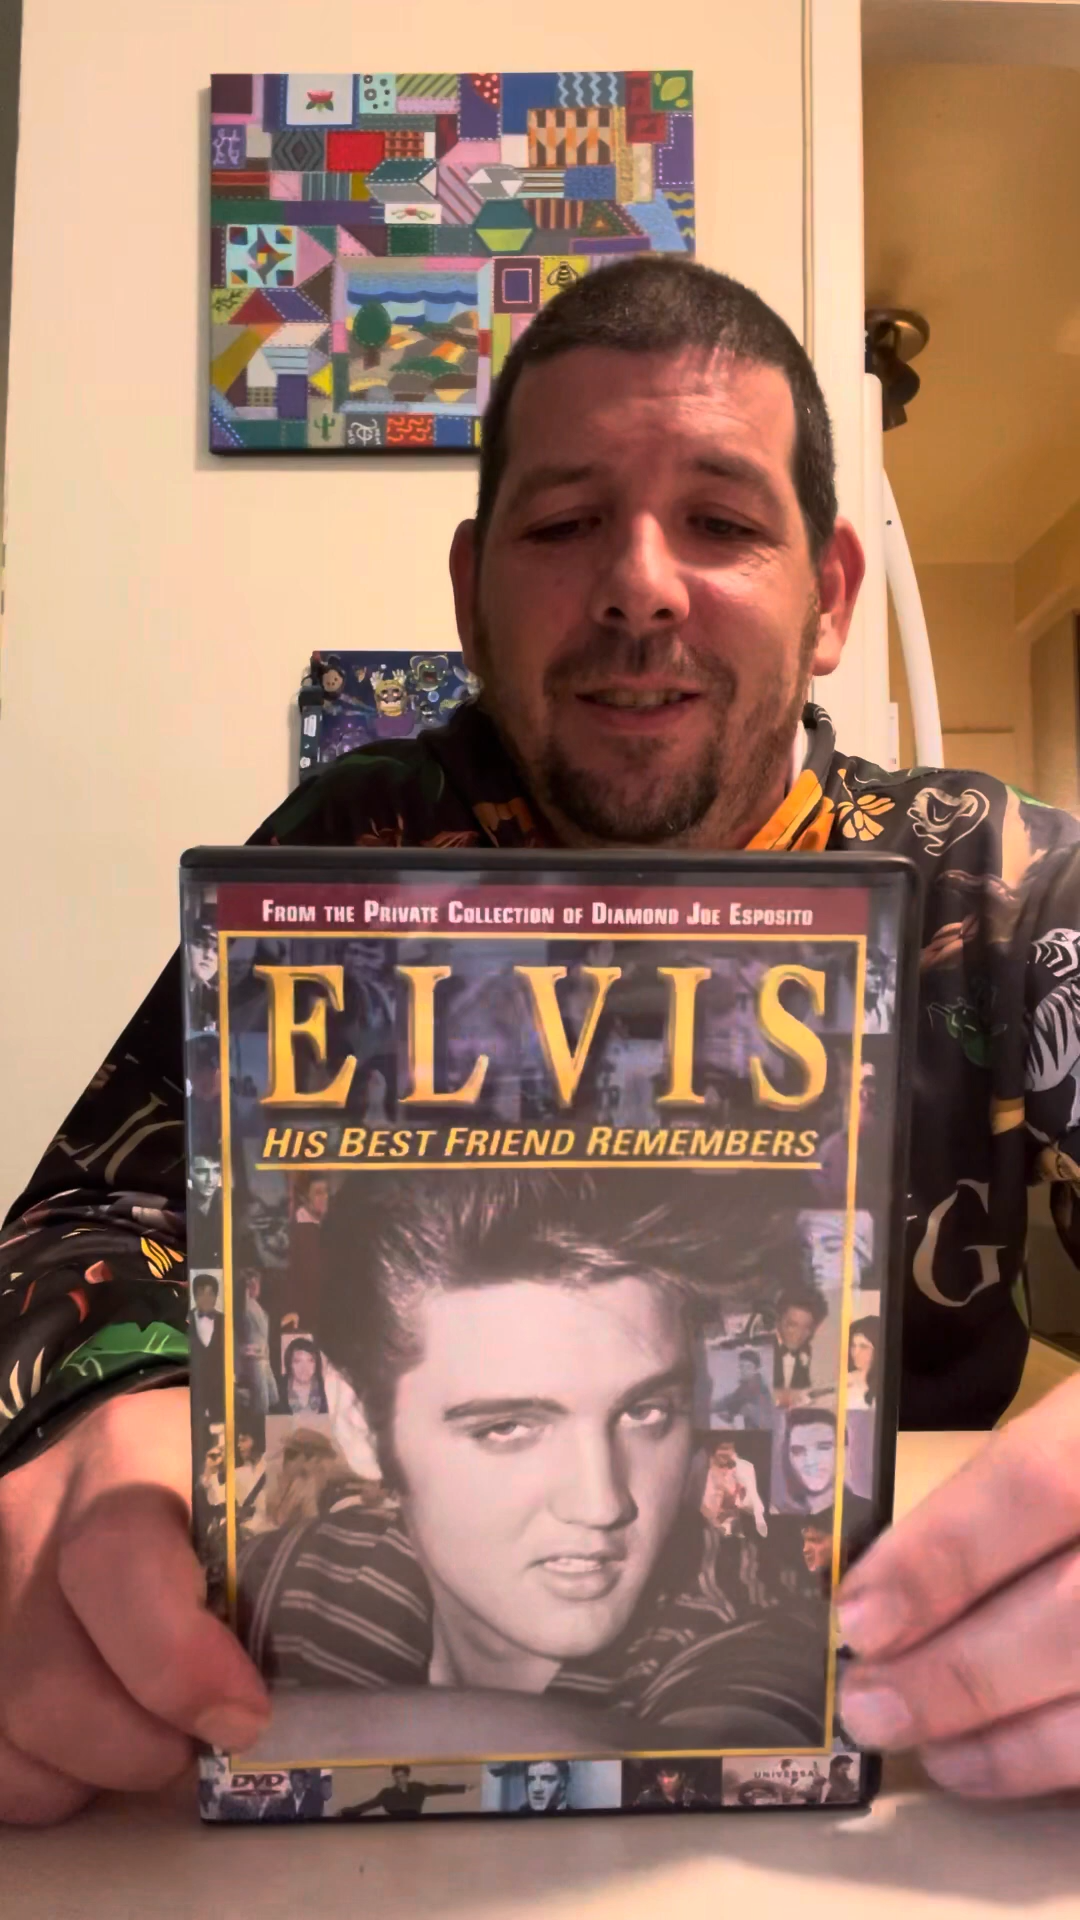 FROM THE PRIVATE COLLECTION OF DIAMOND JOE ESPOSITO
ELVIS
HIS BEST FRIEND REMEMBERS
G
DVD
UNIVERSAL